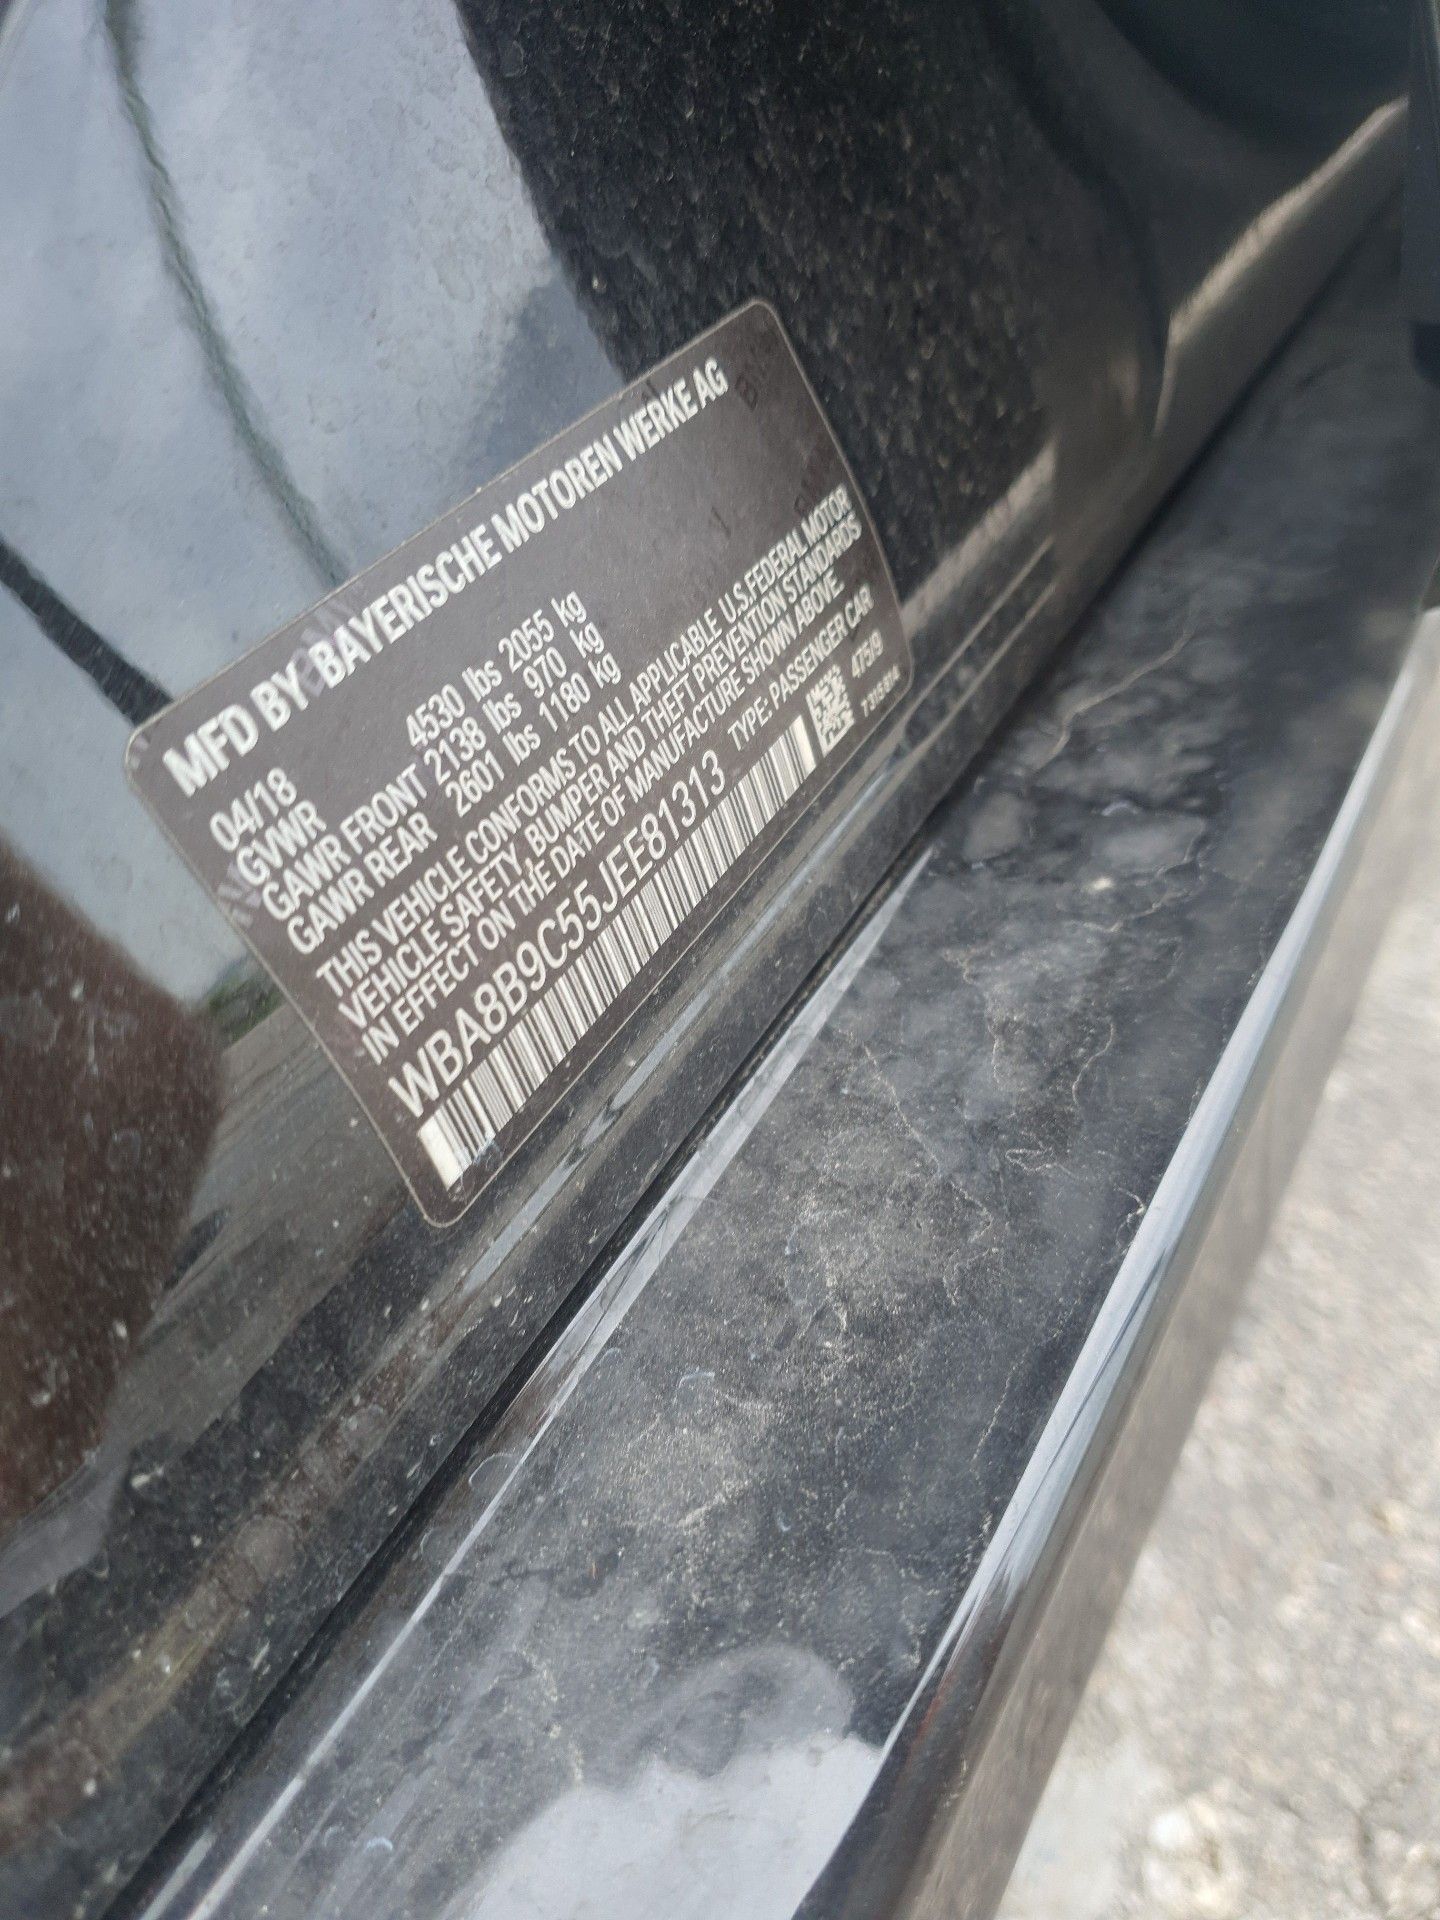 MFD BY BAYERISCHE MOTOREN WERKE AG
04/18
GVWR 4530 lbs 2055 kg
GAWR FRONT 2138 lbs 970 kg
GAWR REAR 2601 lbs 1180 kg
THIS VEHICLE CONFORMS TO ALL APPLICABLE U.S.FEDERAL MOTOR
VEHICLE SAFETY, BUMPER AND THEFT PREVENTION STANDARDS
IN EFFECT ON THE DATE OF MANUFACTURE SHOWN ABOVE.
WBA8B9C55JEE81313 TYPE: PASSENGER CAR
475/9